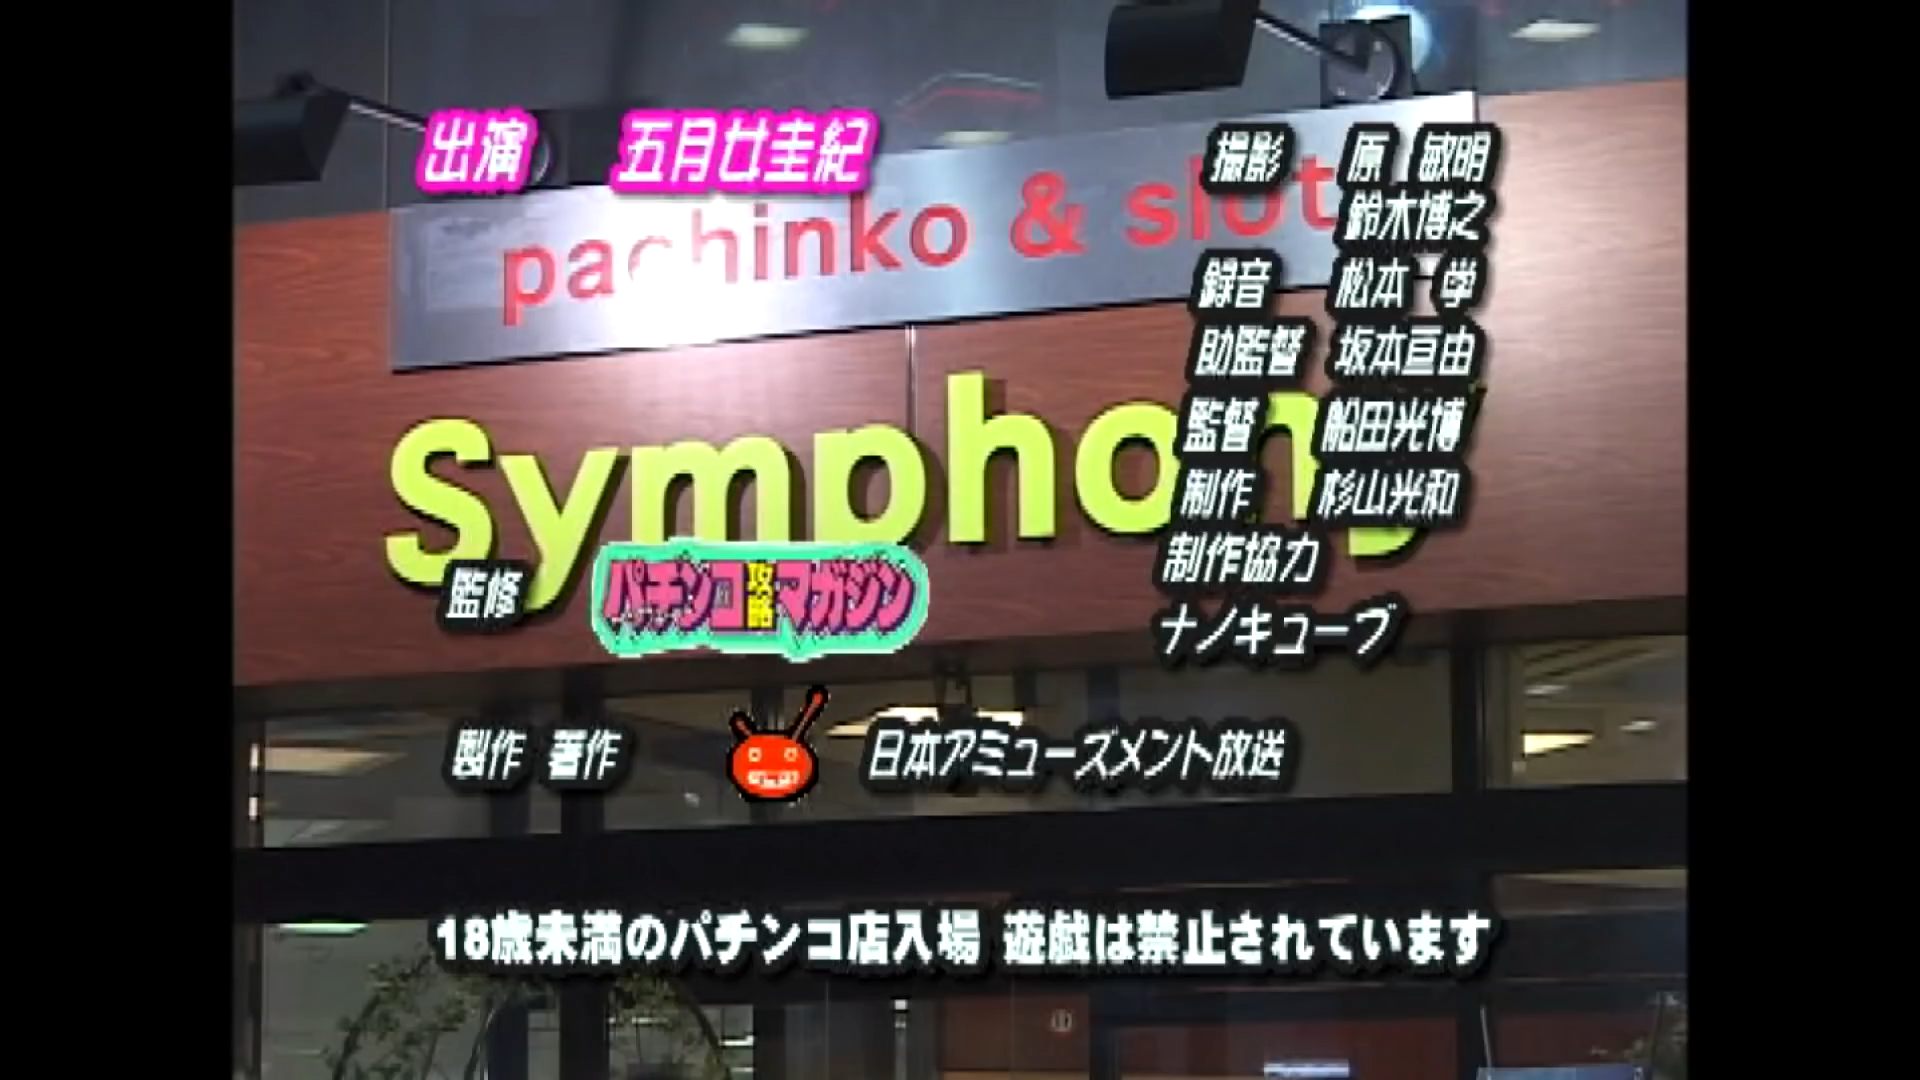 出演 五月女圭紀
撮影 原 敏明
鈴木博之
録音 松本 学
助監督 坂本亘由
監督 船田光博
制作 杉山光和
制作協力
ナノキューブ
pachinko & slot
Symphony
監修 パチンコ攻略マガジン
製作 著作 日本アミューズメント放送
18歳未満のパチンコ店入場 遊戯は禁止されています